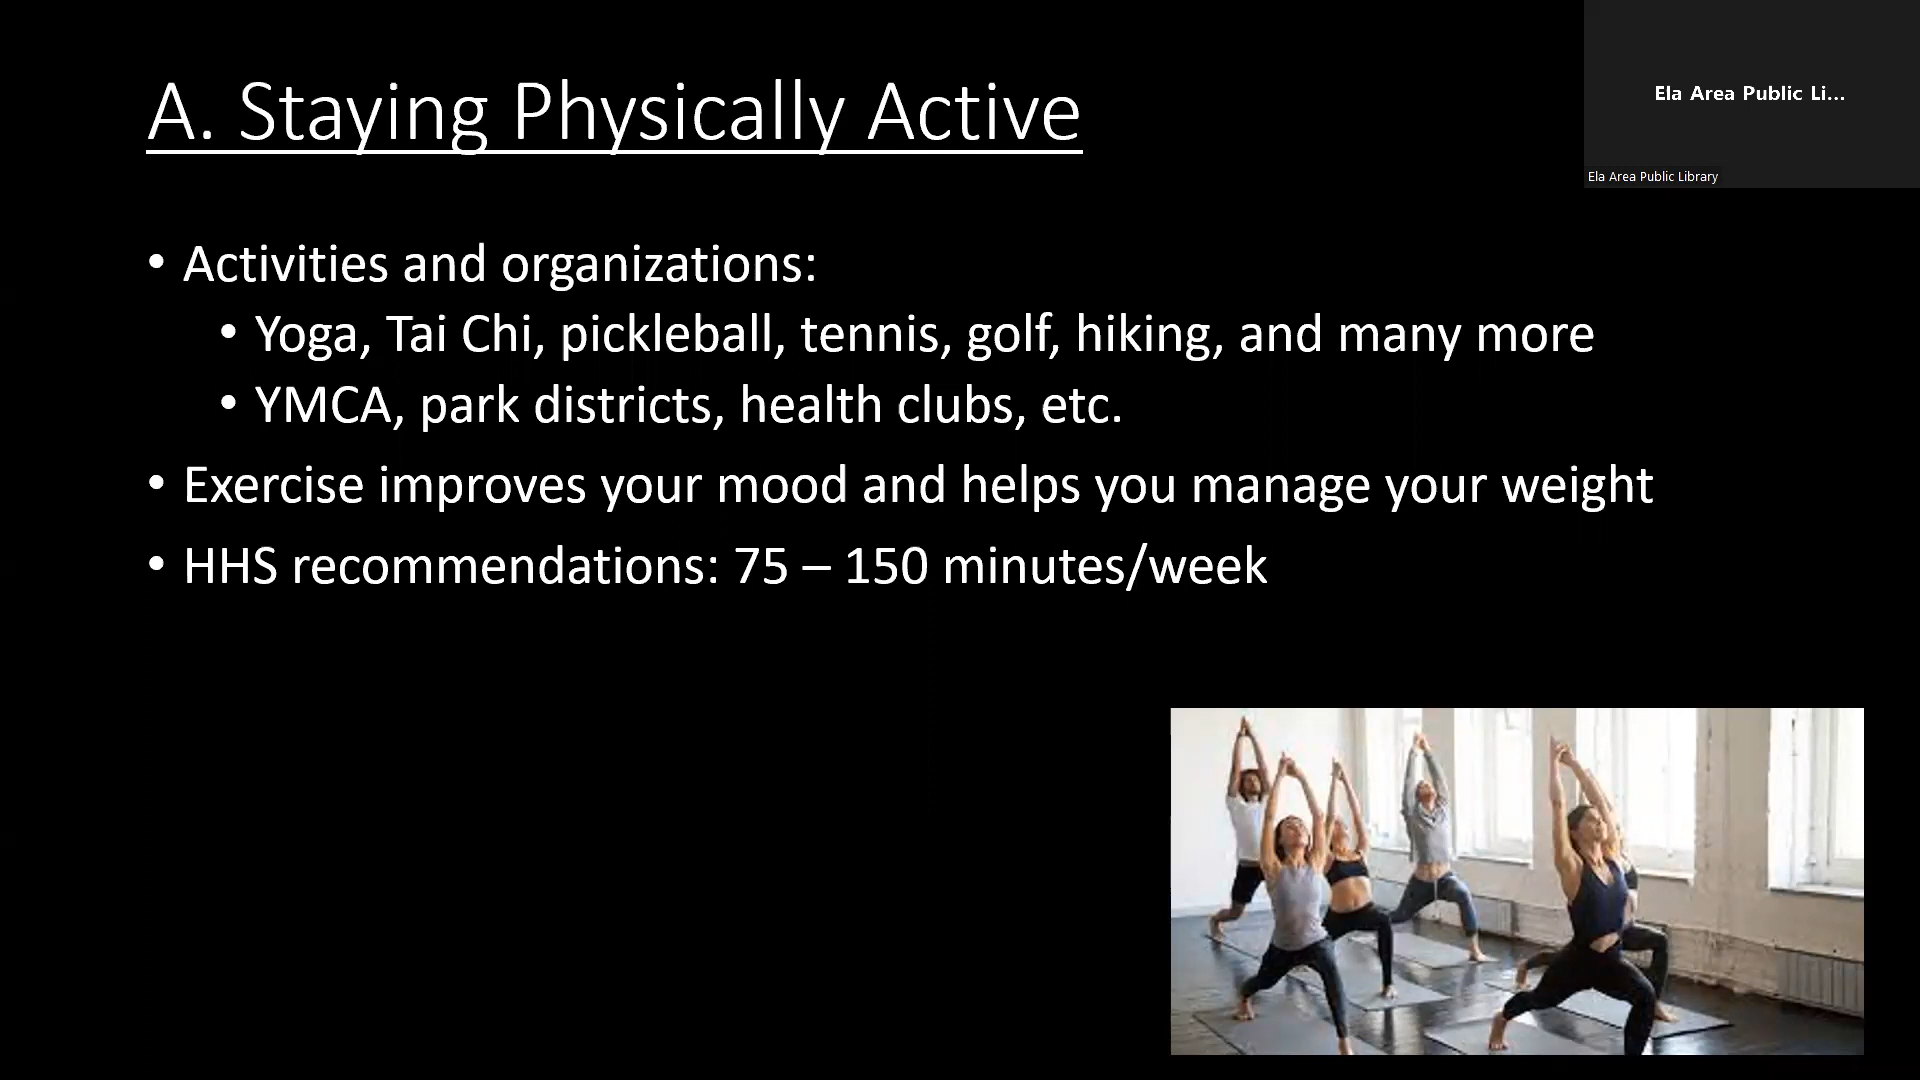 A. Staying Physically Active
Ela Area Public Li...
Ela Area Public Library
• Activities and organizations:
• Yoga, Tai Chi, pickleball, tennis, golf, hiking, and many more
• YMCA, park districts, health clubs, etc.
• Exercise improves your mood and helps you manage your weight
• HHS recommendations: 75 – 150 minutes/week